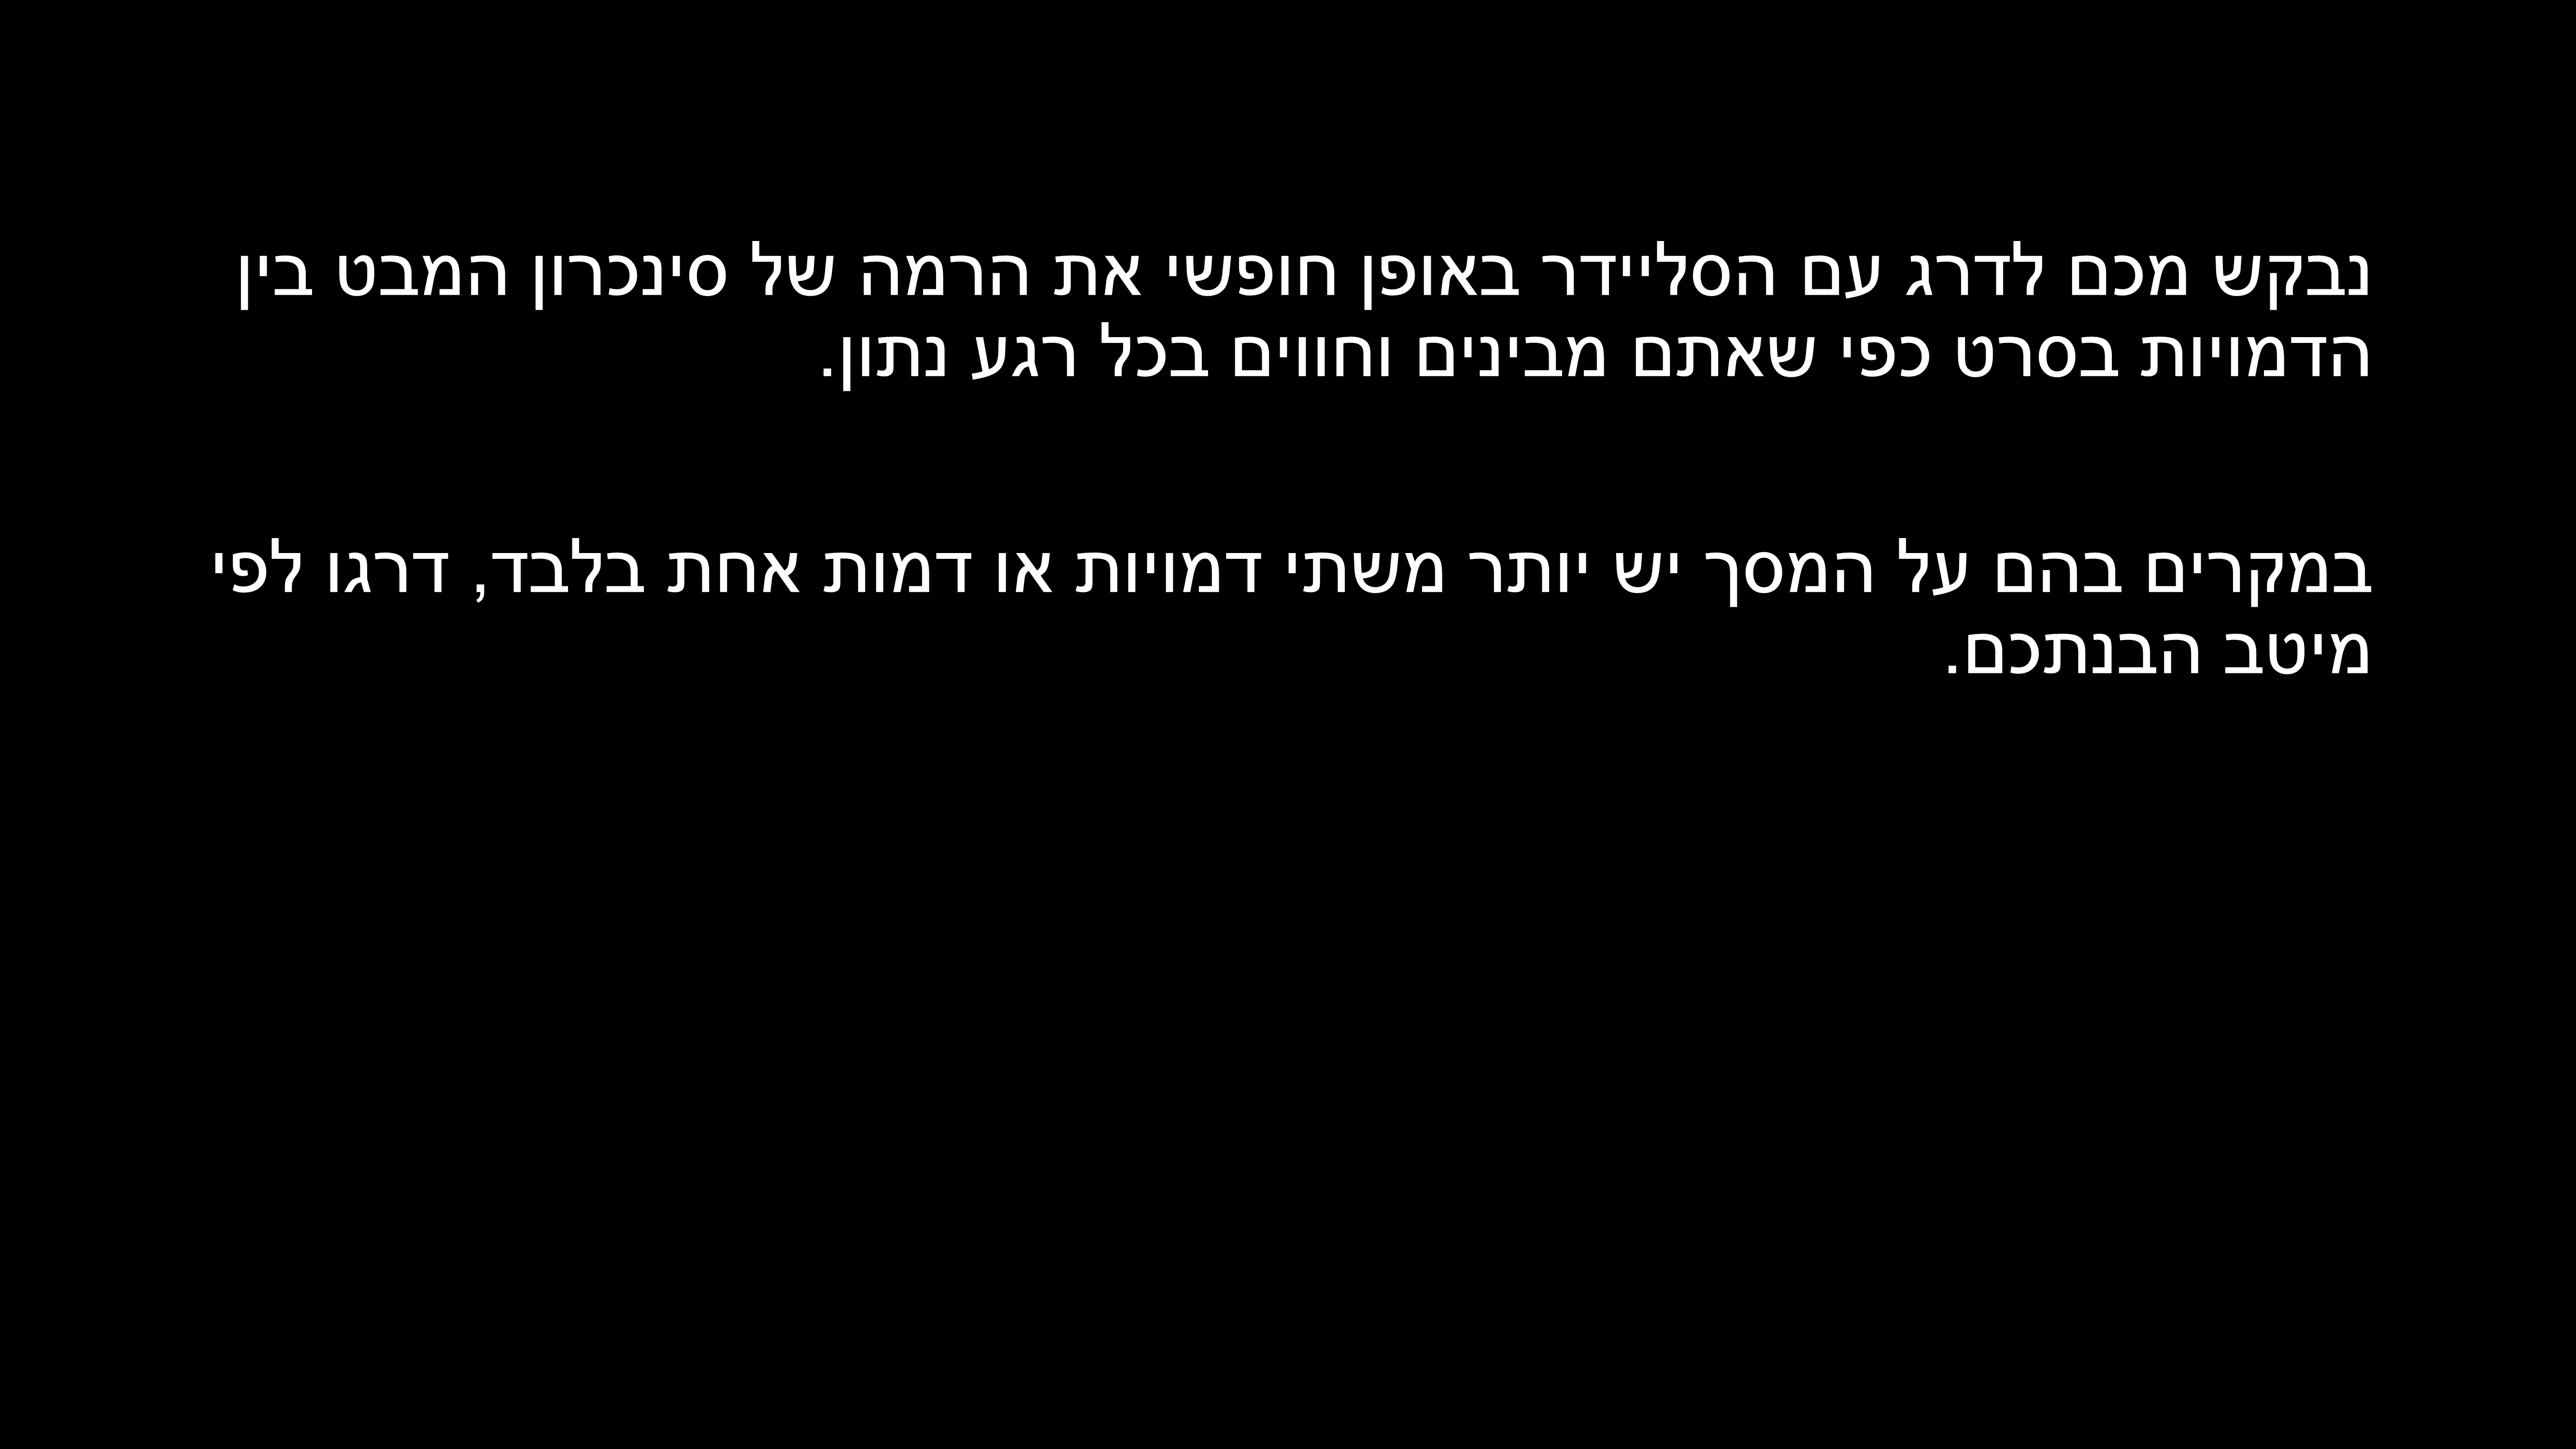 נבקש מכם לדרג עם הסליידר באופן חופשי את הרמה של סינכרון המבט בין
הדמויות בסרט כפי שאתם מבינים וחווים בכל רגע נתון.
במקרים בהם על המסך יש יותר משתי דמויות או דמות אחת בלבד, דרגו לפי
מיטב הבנתכם.